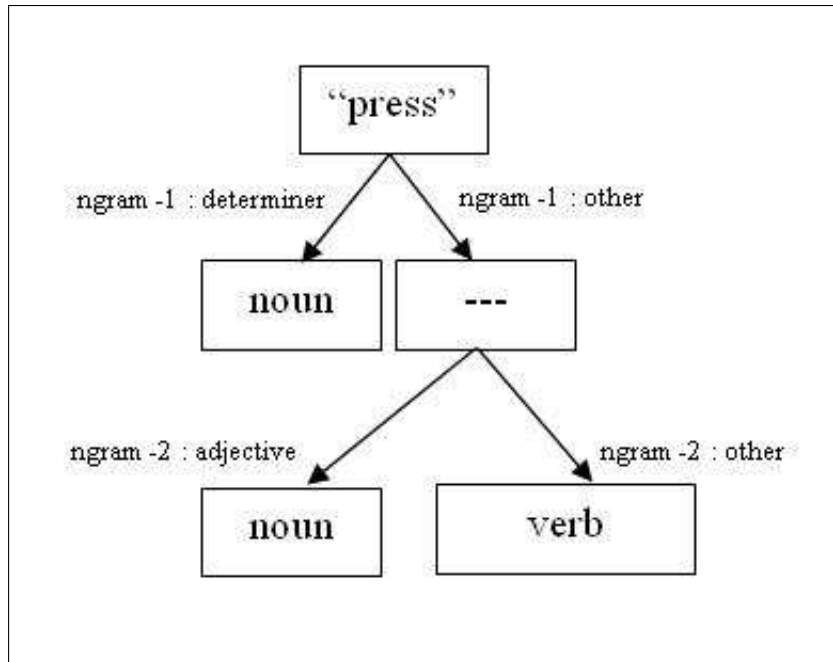 “press”
ngram -1 : determiner
ngram -1 : other
noun
---
ngram -2 : adjective
ngram -2 : other
noun
verb